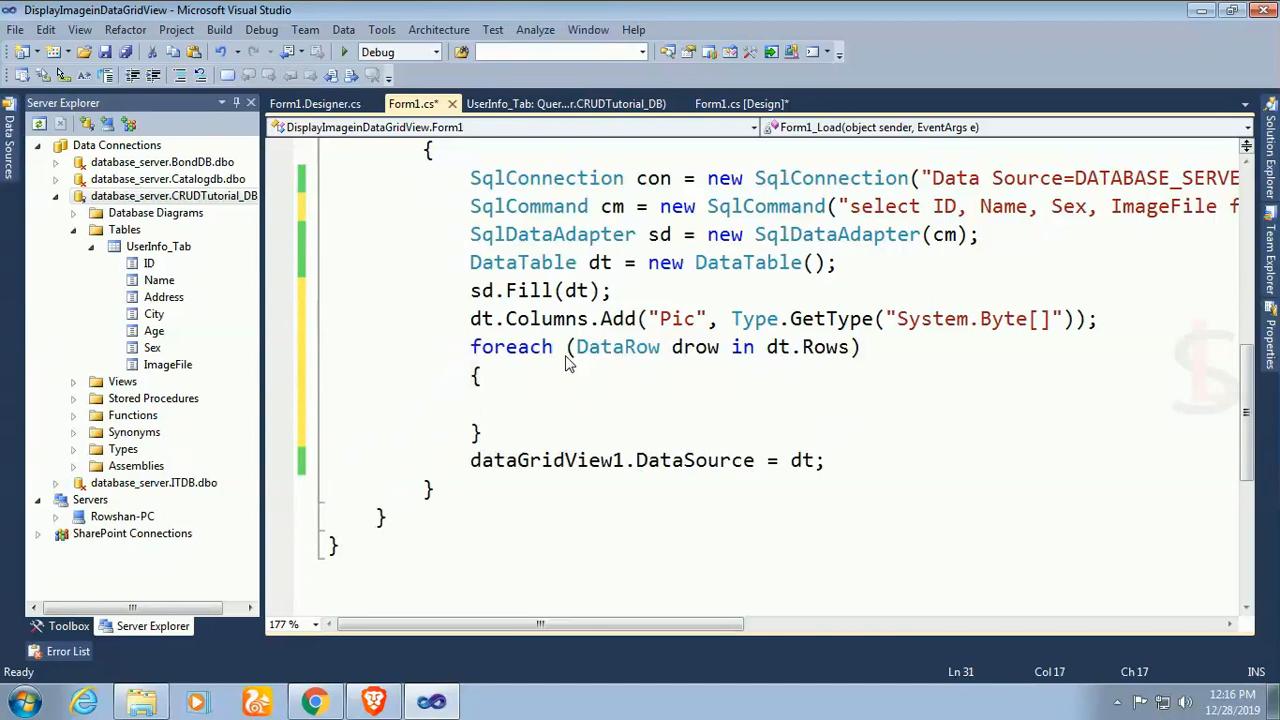 DisplayImageinDataGridView - Microsoft Visual Studio
File Edit View Refactor Project Build Debug Team Data Tools Architecture Test Analyze Window Help
Debug
Server Explorer
Form1.Designer.cs Form1.cs* UserInfo_Tab: Quer...r.CRUDTutorial_DB) Form1.cs [Design]*
DisplayImageinDataGridView.Form1 Form1_Load(object sender, EventArgs e)
Data Sources
Solution Explorer
Team Explorer
Data Connections
database_server.BondDB.dbo
database_server.Catalogdb.dbo
database_server.CRUDTutorial_DB
Database Diagrams
Tables
UserInfo_Tab
ID
Name
Address
City
Age
Sex
ImageFile
Views
Stored Procedures
Functions
Synonyms
Types
Assemblies
database_server.ITDB.dbo
Servers
Rowshan-PC
SharePoint Connections
{
SqlConnection con = new SqlConnection("Data Source=DATABASE_SERVE
SqlCommand cm = new SqlCommand("select ID, Name, Sex, ImageFile f
SqlDataAdapter sd = new SqlDataAdapter(cm);
DataTable dt = new DataTable();
sd.Fill(dt);
dt.Columns.Add("Pic", Type.GetType("System.Byte[]"));
foreach (DataRow drow in dt.Rows)
{
}
dataGridView1.DataSource = dt;
}
}
}
177 %
Toolbox Server Explorer
Error List
Ready Ln 31 Col 17 Ch 17 INS
12:16 PM
12/28/2019